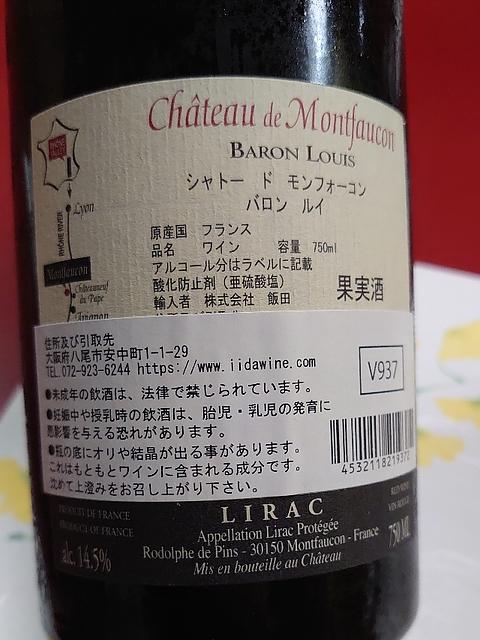 Château de Montfaucon
BARON LOUIS
シャトー ド モンフォーコン
バロン ルイ
RHÔNE RIVER
Lyon
Montfaucon
Châteauneuf
du Pape
Avignon
原産国 フランス
品名 ワイン 容量 750ml
アルコール分はラベルに記載
酸化防止剤（亜硫酸塩）
輸入者 株式会社 飯田
果実酒
住所及び引取先
大阪府八尾市安中町1-1-29
TEL.072-923-6244 https://www.iidawine.com
V937
●未成年の飲酒は、法律で禁じられています。
●妊娠中や授乳時の飲酒は、胎児・乳児の発育に
悪影響を与える恐れがあります。
●瓶の底にオリや結晶が出る事があります。
これはもともとワインに含まれる成分です。
沈めて上澄みをお召し上がり下さい。
4532118219372
PRODUIT DE FRANCE
PRODUCT OF FRANCE
alc. 14.5%
LIRAC
Appellation Lirac Protégée
Rodolphe de Pins - 30150 Montfaucon - France
Mis en bouteille au Château
RED WINE
VIN ROUGE
750 ML